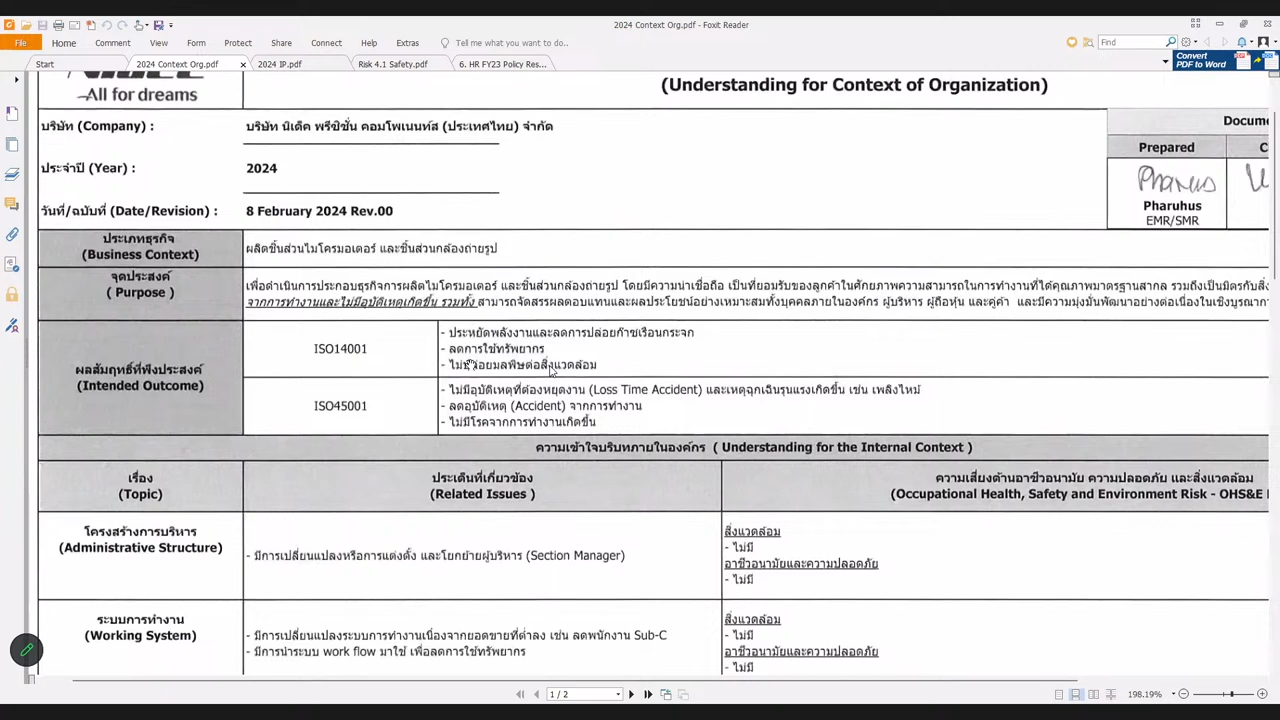 2024 Context Org.pdf - Foxit Reader
File Home Comment View Form Protect Share Connect Help Extras Tell me what you want to do.. Find
Start 2024 Context Org.pdf 2024 IP.pdf Risk 4.1 Safety.pdf 6. HR FY23 Policy Res... Convert
PDF to Word
All for dreams
(Understanding for Context of Organization)
บริษัท (Company) : บริษัท นิเด็ค พรีซิชั่น คอมโพเนนท์ส (ประเทศไทย) จำกัด
Prepared
ประจำปี (Year) : 2024
Pharuhus
EMR/SMR
วันที่/ฉบับที่ (Date/Revision) : 8 February 2024 Rev.00
ประเภทธุรกิจ
(Business Context)
ผลิตชิ้นส่วนไมโครมอเตอร์ และชิ้นส่วนกล้องถ่ายรูป
จุดประสงค์
( Purpose )
เพื่อดำเนินการประกอบธุรกิจการผลิตไมโครมอเตอร์ และชิ้นส่วนกล้องถ่ายรูป โดยมีความน่าเชื่อถือ เป็นที่ยอมรับของลูกค้าในศักยภาพความสามารถในการทำงานที่ได้คุณภาพมาตรฐานสากล รวมถึงเป็นมิตรกับ
จากการทำงานและไม่มีอุบัติเหตุเกิดขึ้น รวมทั้ง สามารถจัดสรรผลตอบแทนและผลประโยชน์อย่างเหมาะสมทั้งบุคลภายในองค์กร ผู้บริหาร ผู้ถือหุ้น และคู่ค้า และมีความมุ่งมั่นพัฒนาอย่างต่อเนื่องในเชิง
ผลสัมฤทธิ์ที่พึงประสงค์
(Intended Outcome)
ISO14001
- ประหยัดพลังงานและลดการปล่อยก๊าซเรือนกระจก
- ลดการใช้ทรัพยากร
- ไม่ปล่อยมลพิษต่อสิ่งแวดล้อม
ISO45001
- ไม่มีอุบัติเหตุที่ต้องหยุดงาน (Loss Time Accident) และเหตุฉุกเฉินรุนแรงเกิดขึ้น เช่น เพลิงไหม้
- ลดอุบัติเหตุ (Accident) จากการทำงาน
- ไม่มีโรคจากการทำงานเกิดขึ้น
ความเข้าใจบริบทภายในองค์กร ( Understanding for the Internal Context )
เรื่อง
(Topic)
ประเด็นที่เกี่ยวข้อง
(Related Issues )
ความเสี่ยงด้านอาชีวอนามัย ความปลอดภัย และสิ่งแวดล้อม
(Occupational Health, Safety and Environment Risk - OHS&E
โครงสร้างการบริหาร
(Administrative Structure)
- มีการเปลี่ยนแปลงหรือการแต่งตั้ง และโยกย้ายผู้บริหาร (Section Manager)
สิ่งแวดล้อม
- ไม่มี
อาชีวอนามัยและความปลอดภัย
- ไม่มี
ระบบการทำงาน
(Working System)
- มีการเปลี่ยนแปลงระบบการทำงานเนื่องจากยอดขายที่ต่ำลง เช่น ลดพนักงาน Sub-C
- มีการนำระบบ work flow มาใช้ เพื่อลดการใช้ทรัพยากร
สิ่งแวดล้อม
- ไม่มี
อาชีวอนามัยและความปลอดภัย
- ไม่มี
1 / 2 198.19%